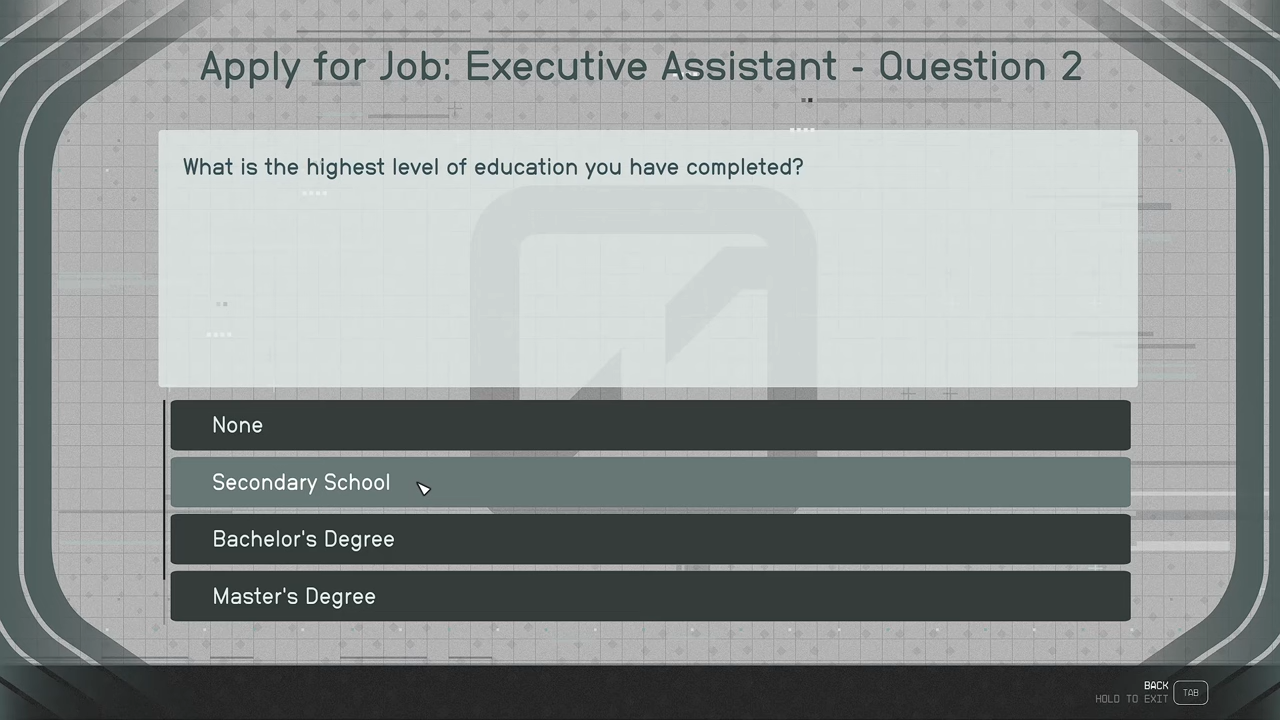 Apply for Job: Executive Assistant - Question 2
What is the highest level of education you have completed?
None
Secondary School
Bachelor's Degree
Master's Degree
BACK
HOLD TO EXIT
TAB